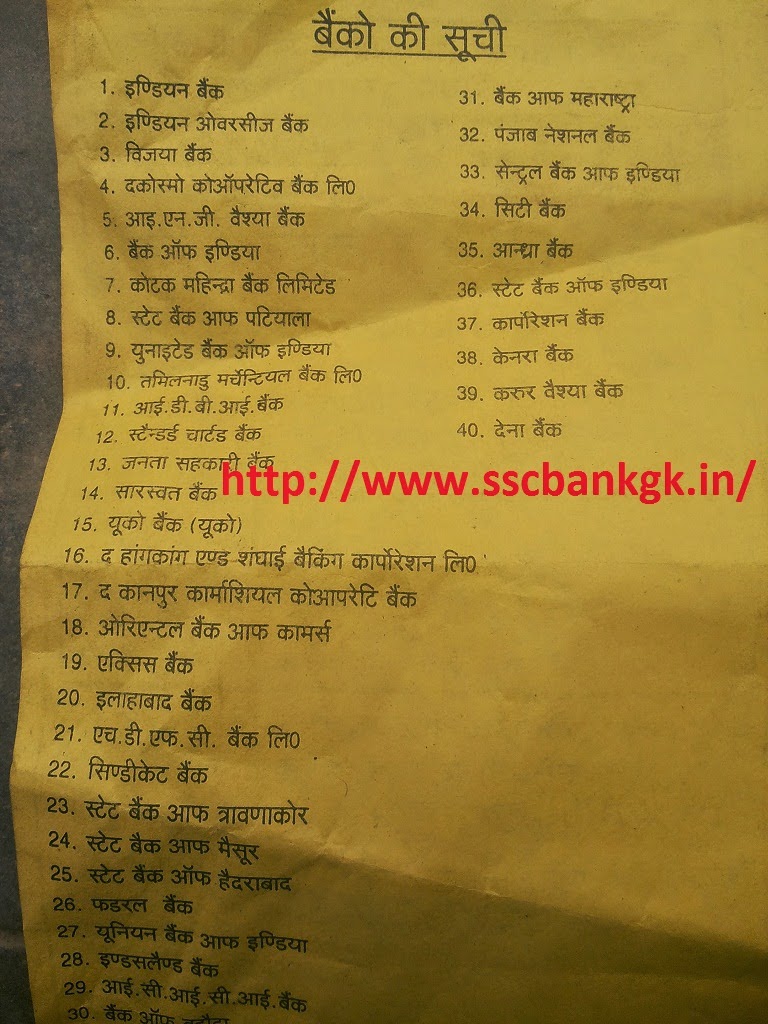 बैंको की सूची
1. इण्डियन बैंक
2. इण्डियन ओवरसीज बैंक
3. विजया बैंक
4. दकोस्मो कोऑपरेटिव बैंक लि0
5. आइ.एन.जी. वैश्या बैंक
6. बैंक ऑफ इण्डिया
7. कोटक महिन्द्रा बैंक लिमिटेड
8. स्टेट बैंक आफ पटियाला
9. युनाइटेड बैंक ऑफ इण्डिया
10. तमिलनाडु मर्चेन्टियल बैंक लि0
11. आई.डी.बी.आई.बैंक
12. स्टैन्डर्ड चार्टड बैंक
13. जनता सहकारी बैंक
14. सारस्वत बैंक
15. यूको बैंक (यूको)
16. द हांगकांग एण्ड शंघाई बैकिंग कार्पोरेशन लि0
17. द कानपुर कार्माशियल कोआपरेटि बैंक
18. ओरिएन्टल बैंक आफ कामर्स
19. एक्सिस बैंक
20. इलाहाबाद बैंक
21. एच.डी.एफ.सी. बैंक लि0
22. सिण्डीकेट बैंक
23. स्टेट बैंक आफ त्रावणाकोर
24. स्टेट बैक आफ मैसूर
25. स्टेट बैंक ऑफ हैदराबाद
26. फडरल बैंक
27. यूनियन बैंक आफ इण्डिया
28. इण्डसलैण्ड बैंक
29. आई.सी.आई.सी.आई.बैंक
30. बैंक ऑफ बडौदा
31. बैंक आफ महाराष्ट्रा
32. पंजाब नेशनल बैंक
33. सेन्ट्रल बैंक आफ इण्डिया
34. सिटी बैंक
35. आन्ध्रा बैंक
36. स्टेट बैंक ऑफ इण्डिया
37. कार्पोरेशन बैंक
38. केनरा बैंक
39. करुर वैश्या बैंक
40. देना बैंक
http://www.sscbankgk.in/